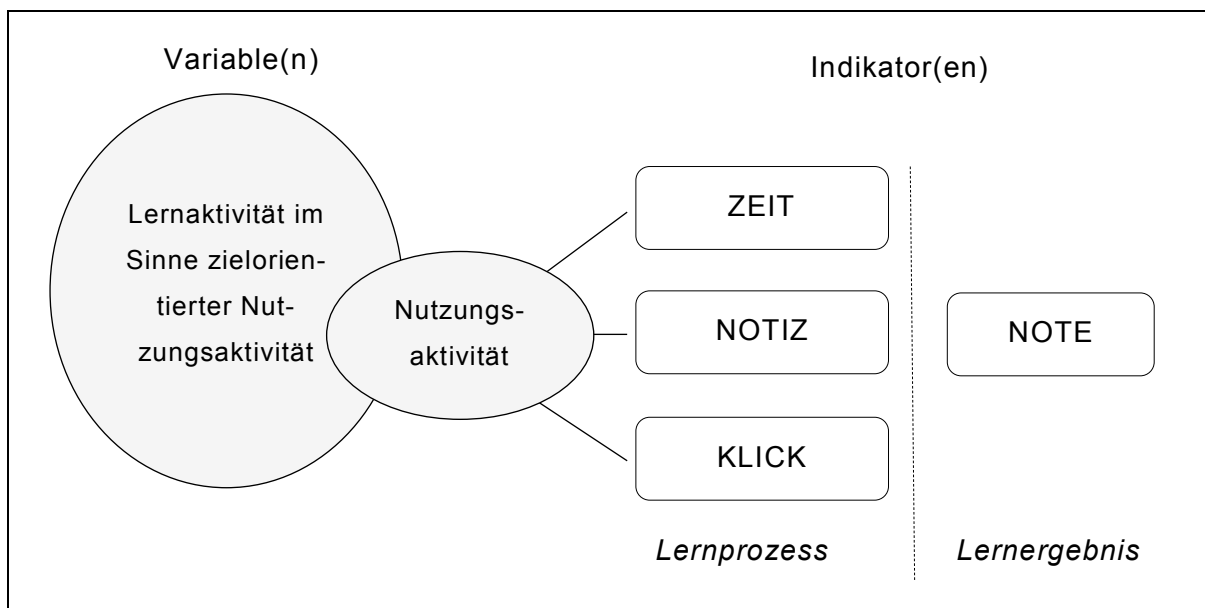 Variable(n)
Indikator(en)
Lernaktivität im
Sinne zielorien-
tierter Nut-
zungsaktivität
Nutzungs-
aktivität
ZEIT
NOTIZ
KLICK
NOTE
Lernprozess
Lernergebnis